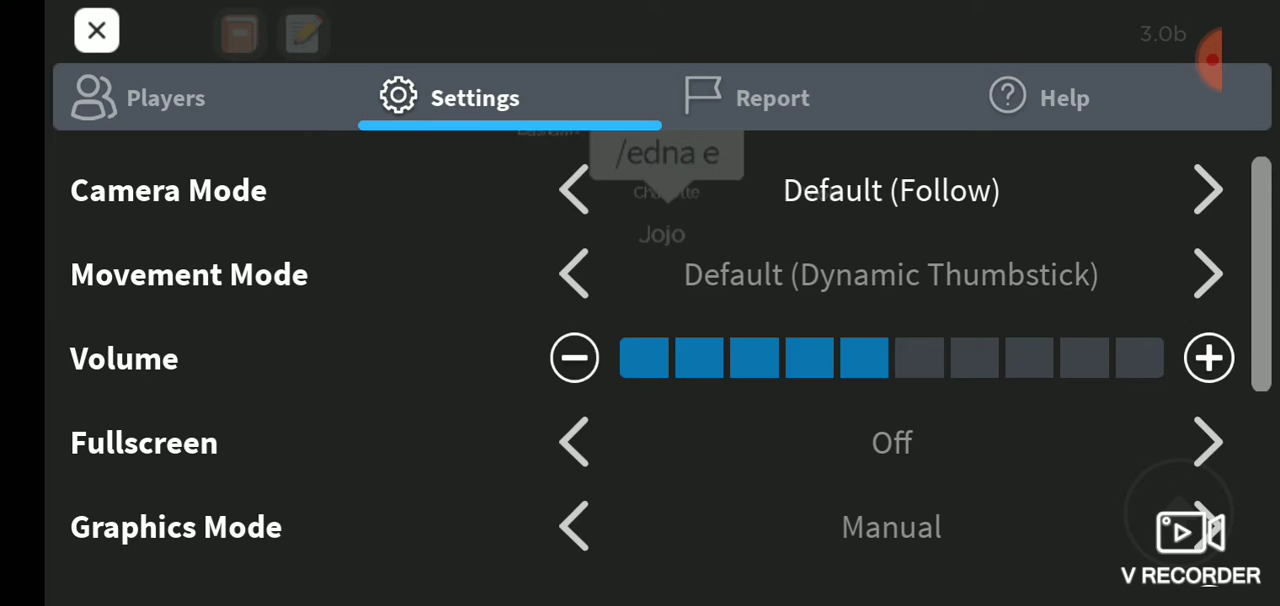 3.0b
Players Settings Report Help
/edna e
Jojo
Camera Mode Default (Follow)
Movement Mode Default (Dynamic Thumbstick)
Volume
Fullscreen Off
Graphics Mode Manual
V RECORDER